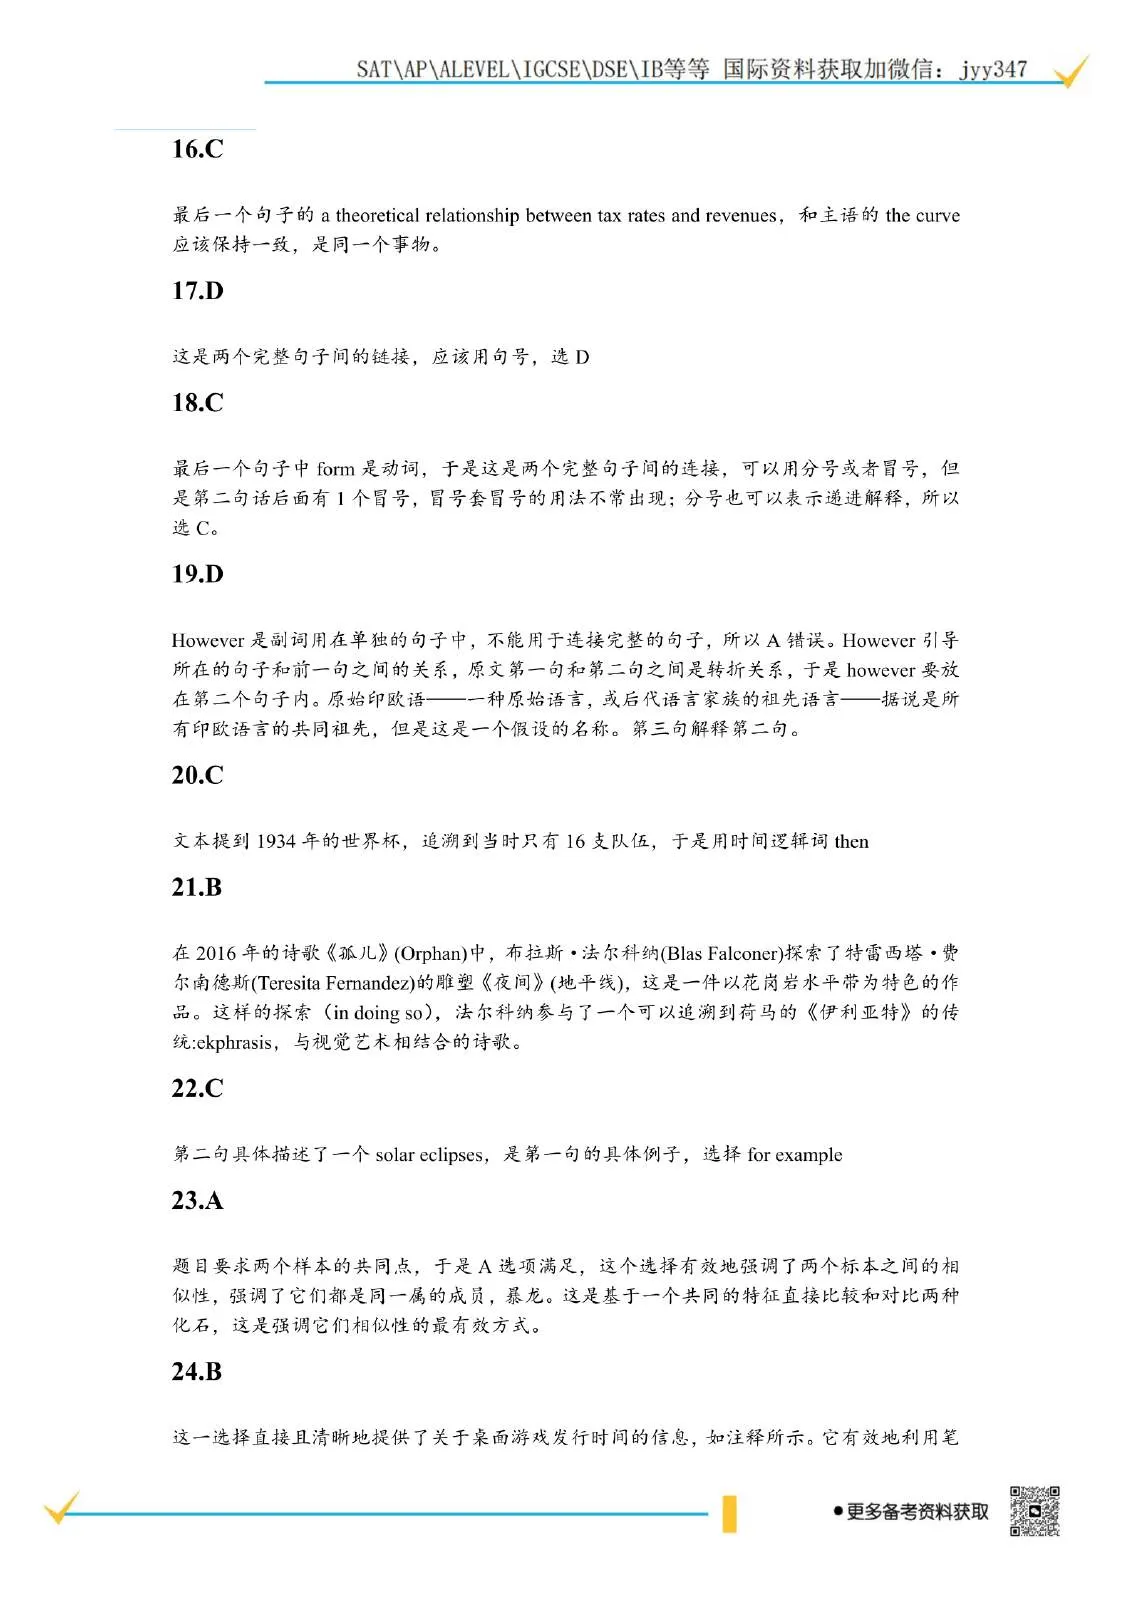 SAT\AP\ALEVEL\IGCSE\DSE\IB等等 国际资料获取加微信：jyy347
16.C
最后一个句子的 a theoretical relationship between tax rates and revenues，和主语的 the curve
应该保持一致，是同一个事物。
17.D
这是两个完整句子间的链接，应该用句号，选 D
18.C
最后一个句子中 form 是动词，于是这是两个完整句子间的连接，可以用分号或者冒号，但
是第二句话后面有 1 个冒号，冒号套冒号的用法不常出现；分号也可以表示递进解释，所以
选 C。
19.D
However 是副词用在单独的句子中，不能用于连接完整的句子，所以 A 错误。However 引导
所在的句子和前一句之间的关系，原文第一句和第二句之间是转折关系，于是 however 要放
在第二个句子内。原始印欧语——一种原始语言，或后代语言家族的祖先语言——据说是所
有印欧语言的共同祖先，但是这是一个假设的名称。第三句解释第二句。
20.C
文本提到 1934 年的世界杯，追溯到当时只有 16 支队伍，于是用时间逻辑词 then
21.B
在 2016 年的诗歌《孤儿》(Orphan)中，布拉斯·法尔科纳(Blas Falconer)探索了特雷西塔·费
尔南德斯(Teresita Fernandez)的雕塑《夜间》(地平线)，这是一件以花岗岩水平带为特色的作
品。这样的探索（in doing so），法尔科纳参与了一个可以追溯到荷马的《伊利亚特》的传
统:ekphrasis，与视觉艺术相结合的诗歌。
22.C
第二句具体描述了一个 solar eclipses，是第一句的具体例子，选择 for example
23.A
题目要求两个样本的共同点，于是 A 选项满足，这个选择有效地强调了两个标本之间的相
似性，强调了它们都是同一属的成员，暴龙。这是基于一个共同的特征直接比较和对比两种
化石，这是强调它们相似性的最有效方式。
24.B
这一选择直接且清晰地提供了关于桌面游戏发行时间的信息，如注释所示。它有效地利用笔
●更多备考资料获取